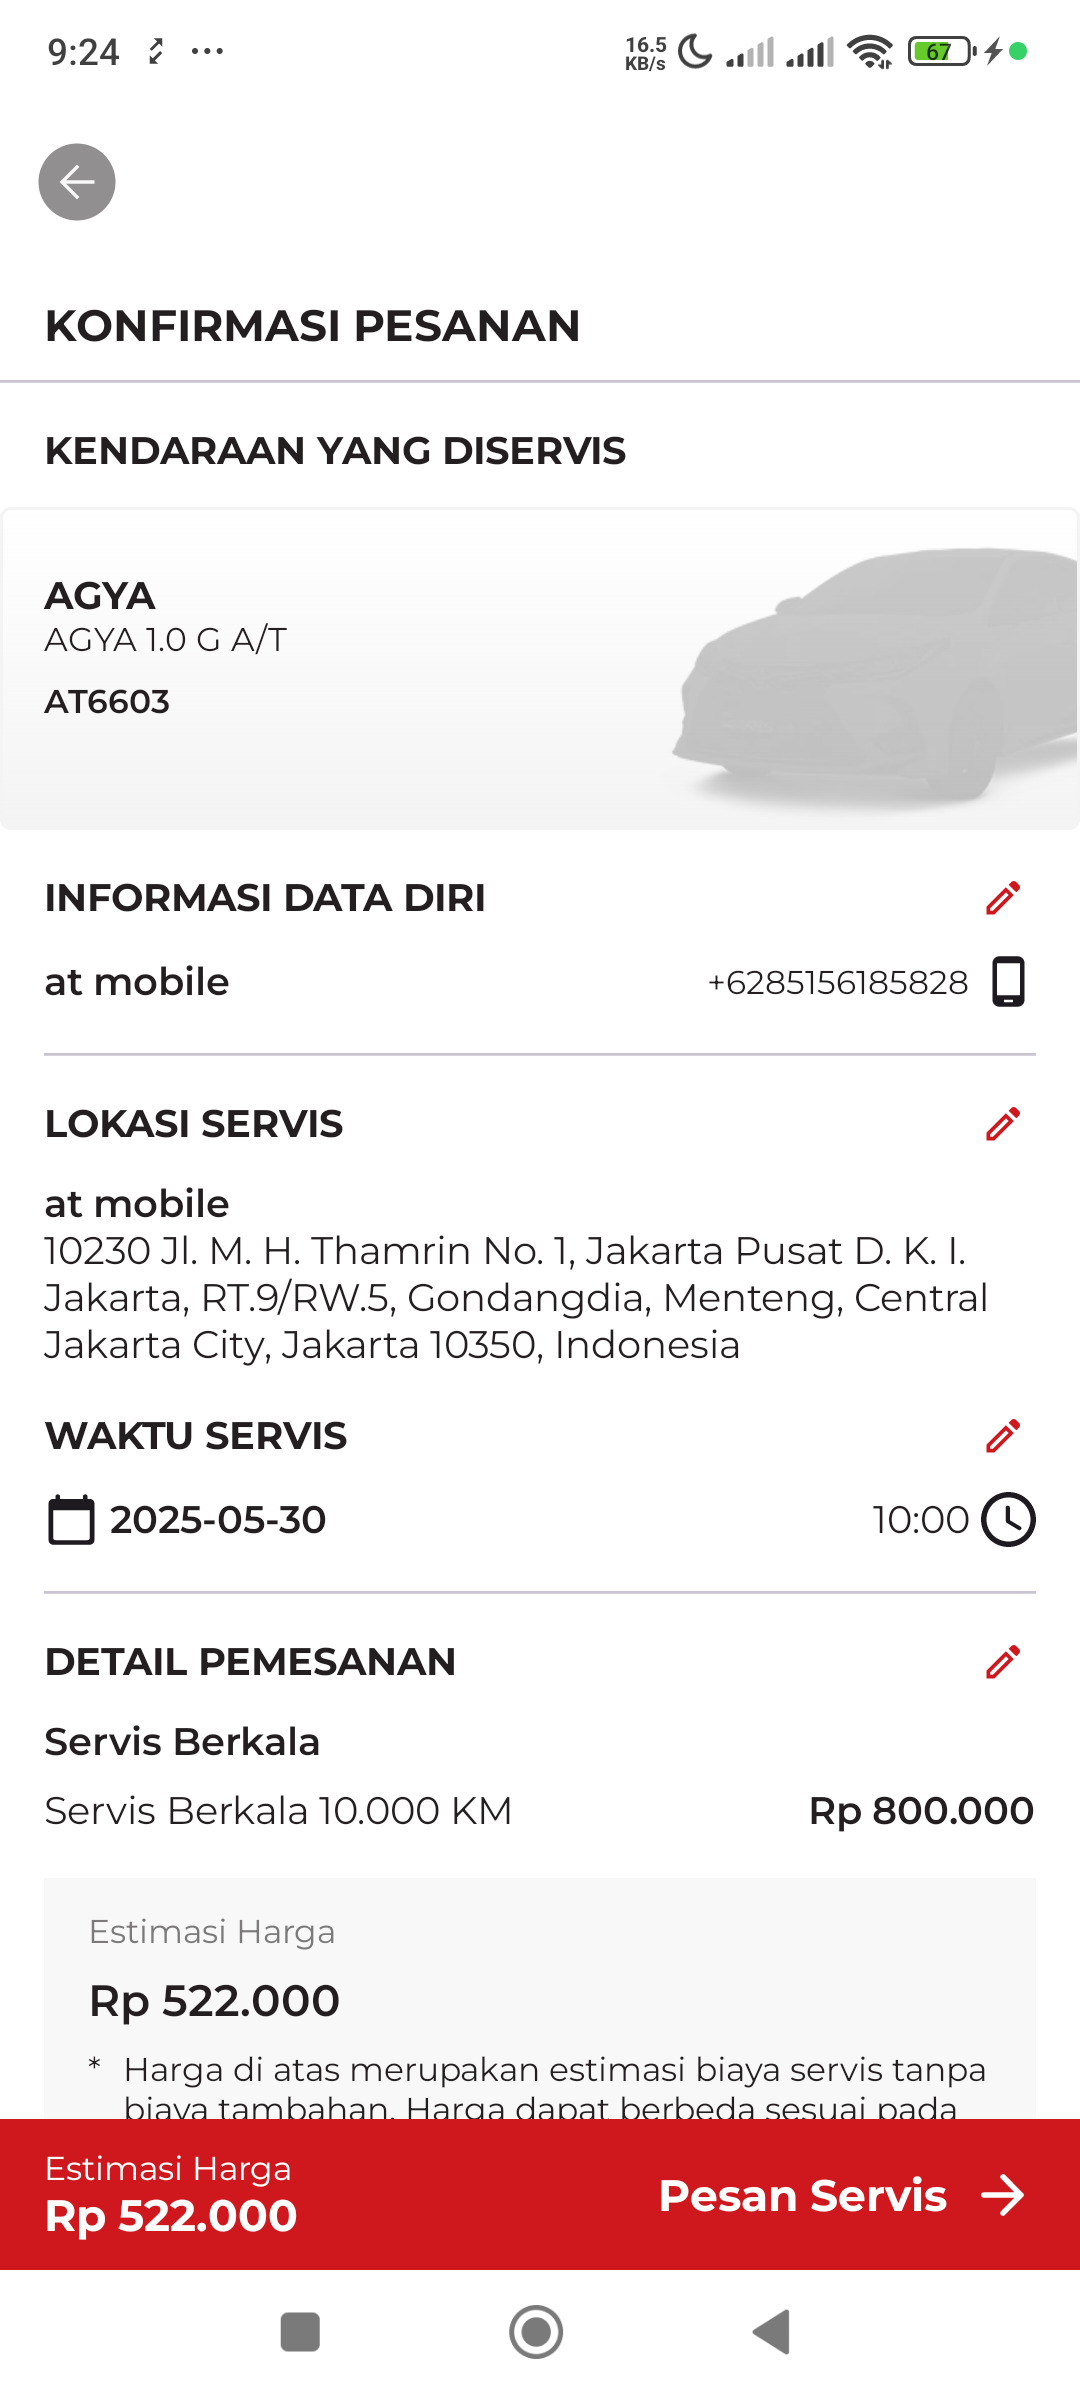 9:24
16.5
KB/s
67
KONFIRMASI PESANAN
KENDARAAN YANG DISERVIS
AGYA
AGYA 1.0 G A/T
AT6603
INFORMASI DATA DIRI
at mobile
+6285156185828
LOKASI SERVIS
at mobile
10230 Jl. M. H. Thamrin No. 1, Jakarta Pusat D. K. I.
Jakarta, RT.9/RW.5, Gondangdia, Menteng, Central
Jakarta City, Jakarta 10350, Indonesia
WAKTU SERVIS
2025-05-30
10:00
DETAIL PEMESANAN
Servis Berkala
Servis Berkala 10.000 KM
Rp 800.000
Estimasi Harga
Rp 522.000
* Harga di atas merupakan estimasi biaya servis tanpa
biaya tambahan. Harga dapat berbeda sesuai pada
Estimasi Harga
Rp 522.000
Pesan Servis